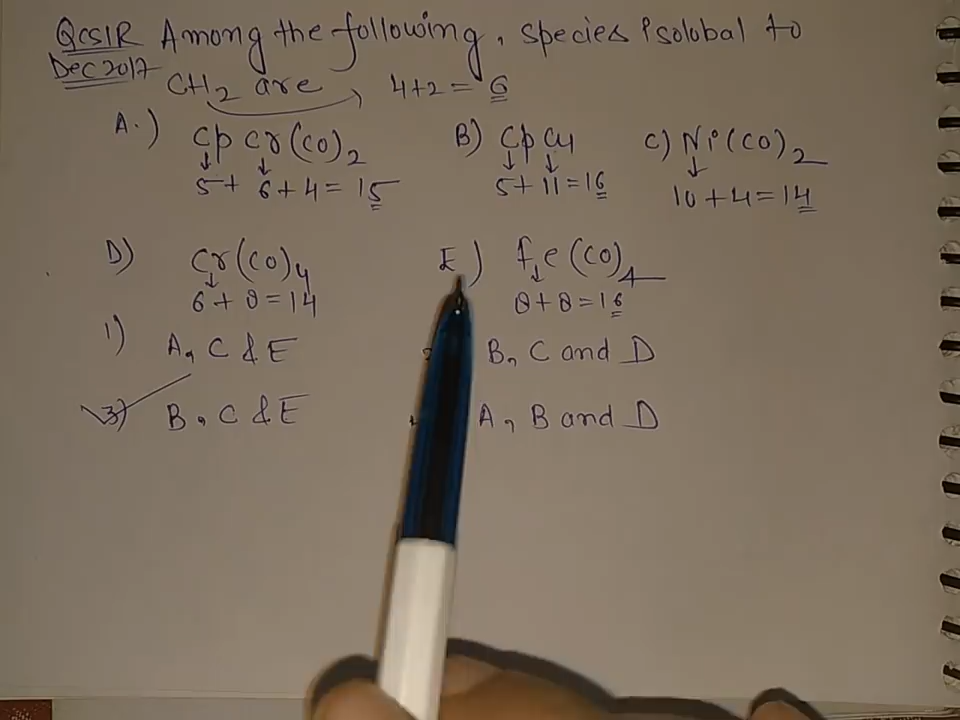 QCSIR Among the following, species isolobal to
Dec 2017 CH2 are 4+2 = 6
A.) Cp Cr(CO)2 B) Cp Cu C) Ni(CO)2
5 + 6 + 4 = 15 5 + 11 = 16 10 + 4 = 14
D) Cr(CO)4 E) Fe(CO)4
6 + 8 = 14 8 + 8 = 16
1) A, C & E B, C and D
3) B, C & E A, B and D